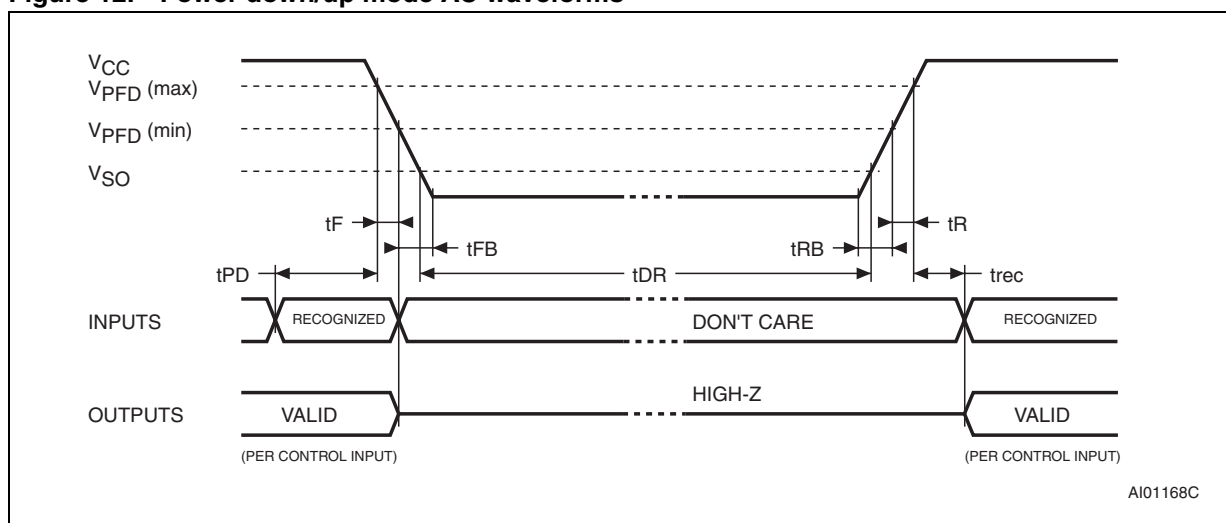 Figure 12. Power down/up mode AC waveforms
VCC
VPFD (max)
VPFD (min)
VSO
tF
tR
tFB
tRB
tPD
tDR
trec
INPUTS
RECOGNIZED
DON'T CARE
RECOGNIZED
HIGH-Z
OUTPUTS
VALID
VALID
(PER CONTROL INPUT)
(PER CONTROL INPUT)
AI01168C